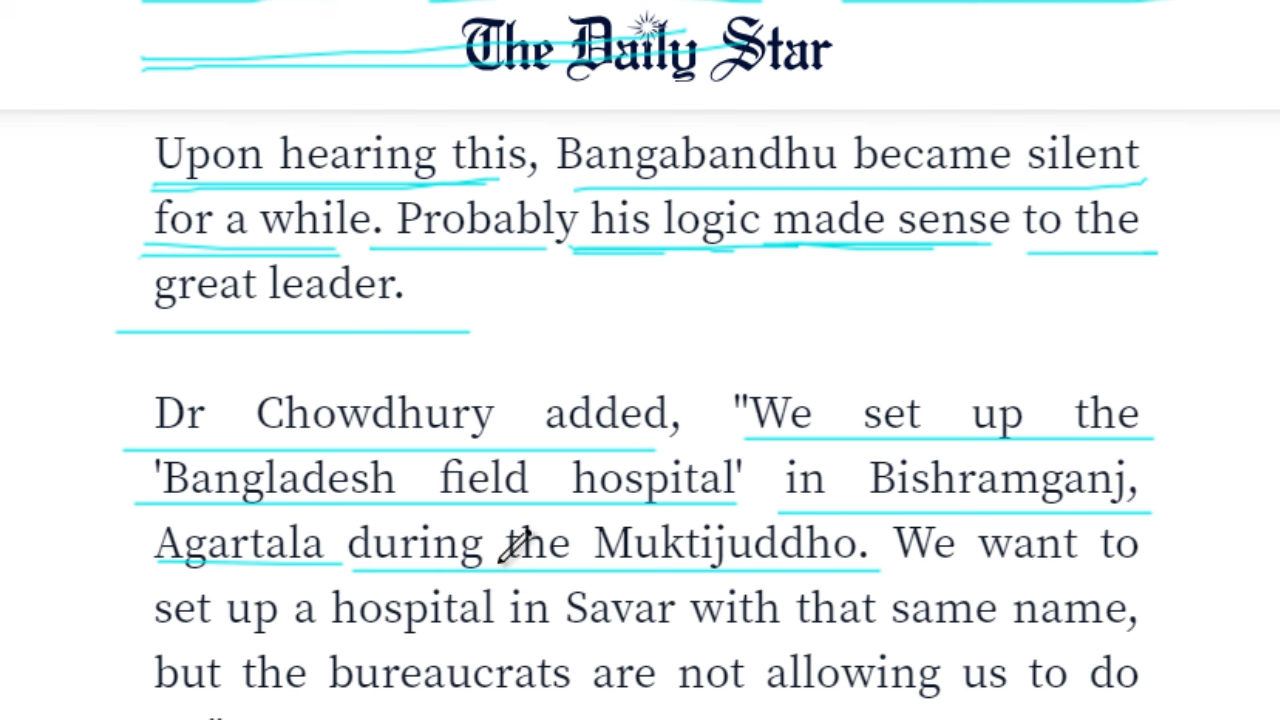 The Daily Star
Upon hearing this, Bangabandhu became silent
for a while. Probably his logic made sense to the
great leader.
Dr Chowdhury added, "We set up the
'Bangladesh field hospital' in Bishramganj,
Agartala during the Muktijuddho. We want to
set up a hospital in Savar with that same name,
but the bureaucrats are not allowing us to do